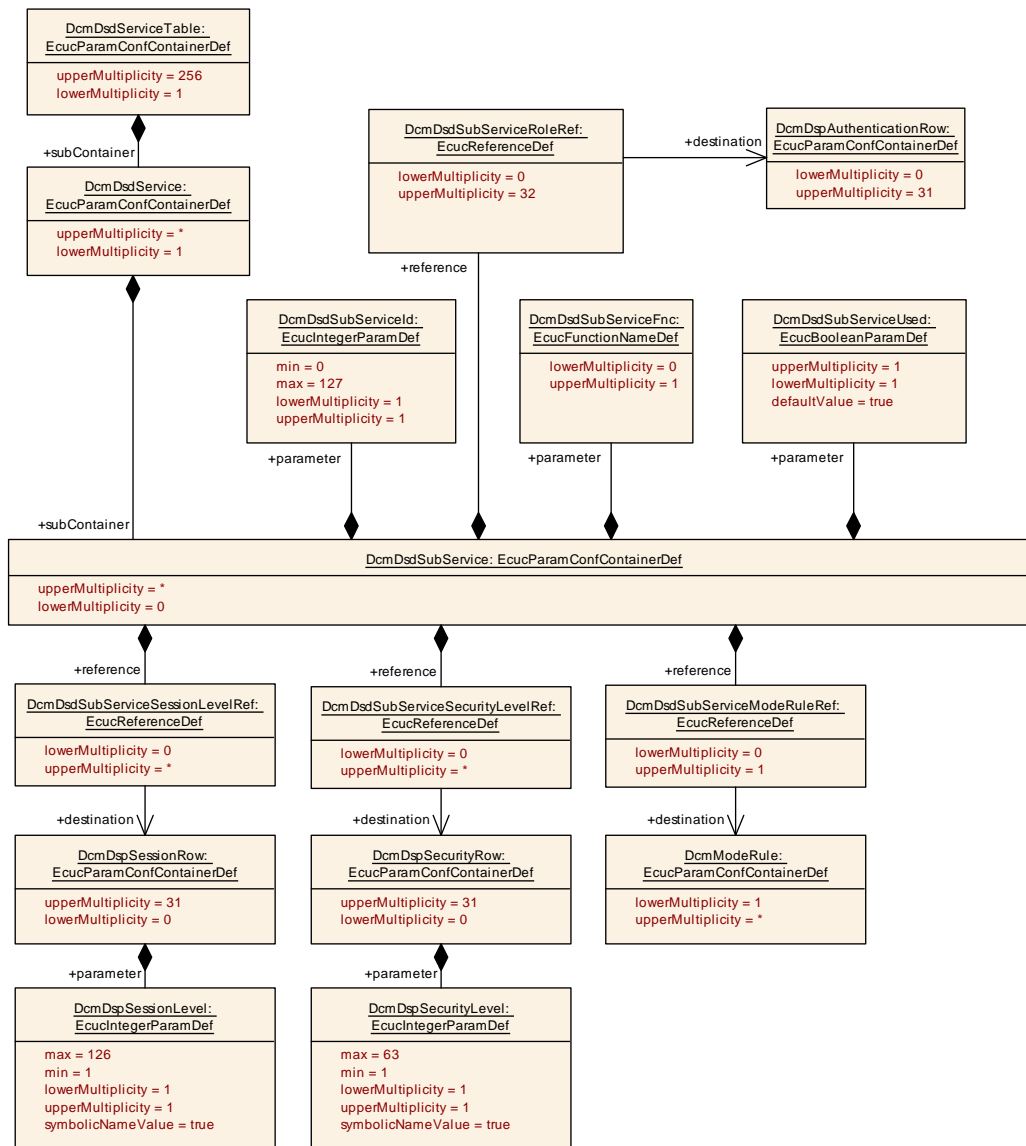 DcmDsdServiceTable:
EcucParamConfContainerDef
upperMultiplicity = 256
lowerMultiplicity = 1
+subContainer
DcmDsdService:
EcucParamConfContainerDef
upperMultiplicity = *
lowerMultiplicity = 1
DcmDsdSubServiceRoleRef:
EcucReferenceDef
lowerMultiplicity = 0
upperMultiplicity = 32
+destination
DcmDspAuthenticationRow:
EcucParamConfContainerDef
lowerMultiplicity = 0
upperMultiplicity = 31
+reference
DcmDsdSubServiceId:
EcucIntegerParamDef
min = 0
max = 127
lowerMultiplicity = 1
upperMultiplicity = 1
DcmDsdSubServiceFnc:
EcucFunctionNameDef
lowerMultiplicity = 0
upperMultiplicity = 1
DcmDsdSubServiceUsed:
EcucBooleanParamDef
upperMultiplicity = 1
lowerMultiplicity = 1
defaultValue = true
+parameter
+parameter
+parameter
+subContainer
DcmDsdSubService: EcucParamConfContainerDef
upperMultiplicity = *
lowerMultiplicity = 0
+reference
+reference
+reference
DcmDsdSubServiceSessionLevelRef:
EcucReferenceDef
lowerMultiplicity = 0
upperMultiplicity = *
DcmDsdSubServiceSecurityLevelRef:
EcucReferenceDef
lowerMultiplicity = 0
upperMultiplicity = *
DcmDsdSubServiceModeRuleRef:
EcucReferenceDef
lowerMultiplicity = 0
upperMultiplicity = 1
+destination
+destination
+destination
DcmDspSessionRow:
EcucParamConfContainerDef
upperMultiplicity = 31
lowerMultiplicity = 0
DcmDspSecurityRow:
EcucParamConfContainerDef
upperMultiplicity = 31
lowerMultiplicity = 0
DcmModeRule:
EcucParamConfContainerDef
lowerMultiplicity = 1
upperMultiplicity = *
+parameter
+parameter
DcmDspSessionLevel:
EcucIntegerParamDef
max = 126
min = 1
lowerMultiplicity = 1
upperMultiplicity = 1
symbolicNameValue = true
DcmDspSecurityLevel:
EcucIntegerParamDef
max = 63
min = 1
lowerMultiplicity = 1
upperMultiplicity = 1
symbolicNameValue = true